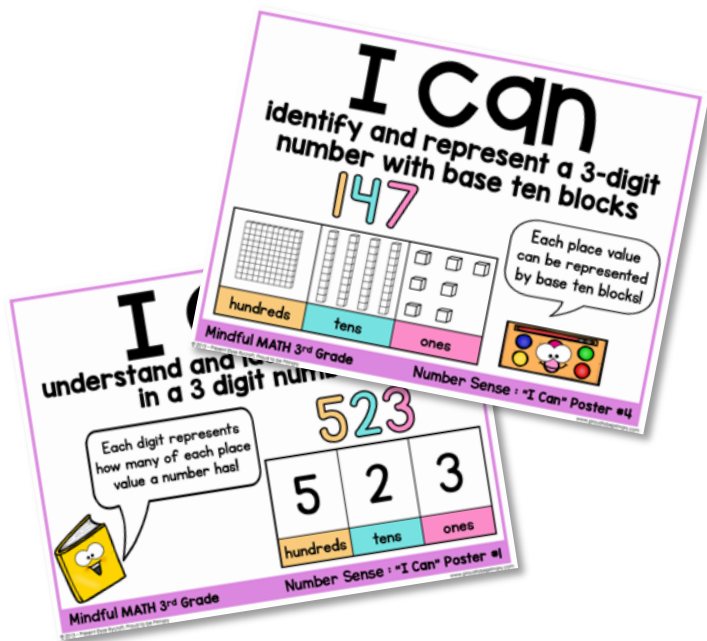 I can
identify and represent a 3-digit
number with base ten blocks
147
Each place value
can be represented
by base ten blocks!
hundreds
tens
ones
Mindful MATH 3rd Grade
Number Sense : "I Can" Poster #4
I
understand and
in a 3 digit
523
Each digit represents
how many of each place
value a number has!
5 2 3
hundreds
tens
ones
Mindful MATH 3rd Grade
Number Sense : "I Can" Poster #1